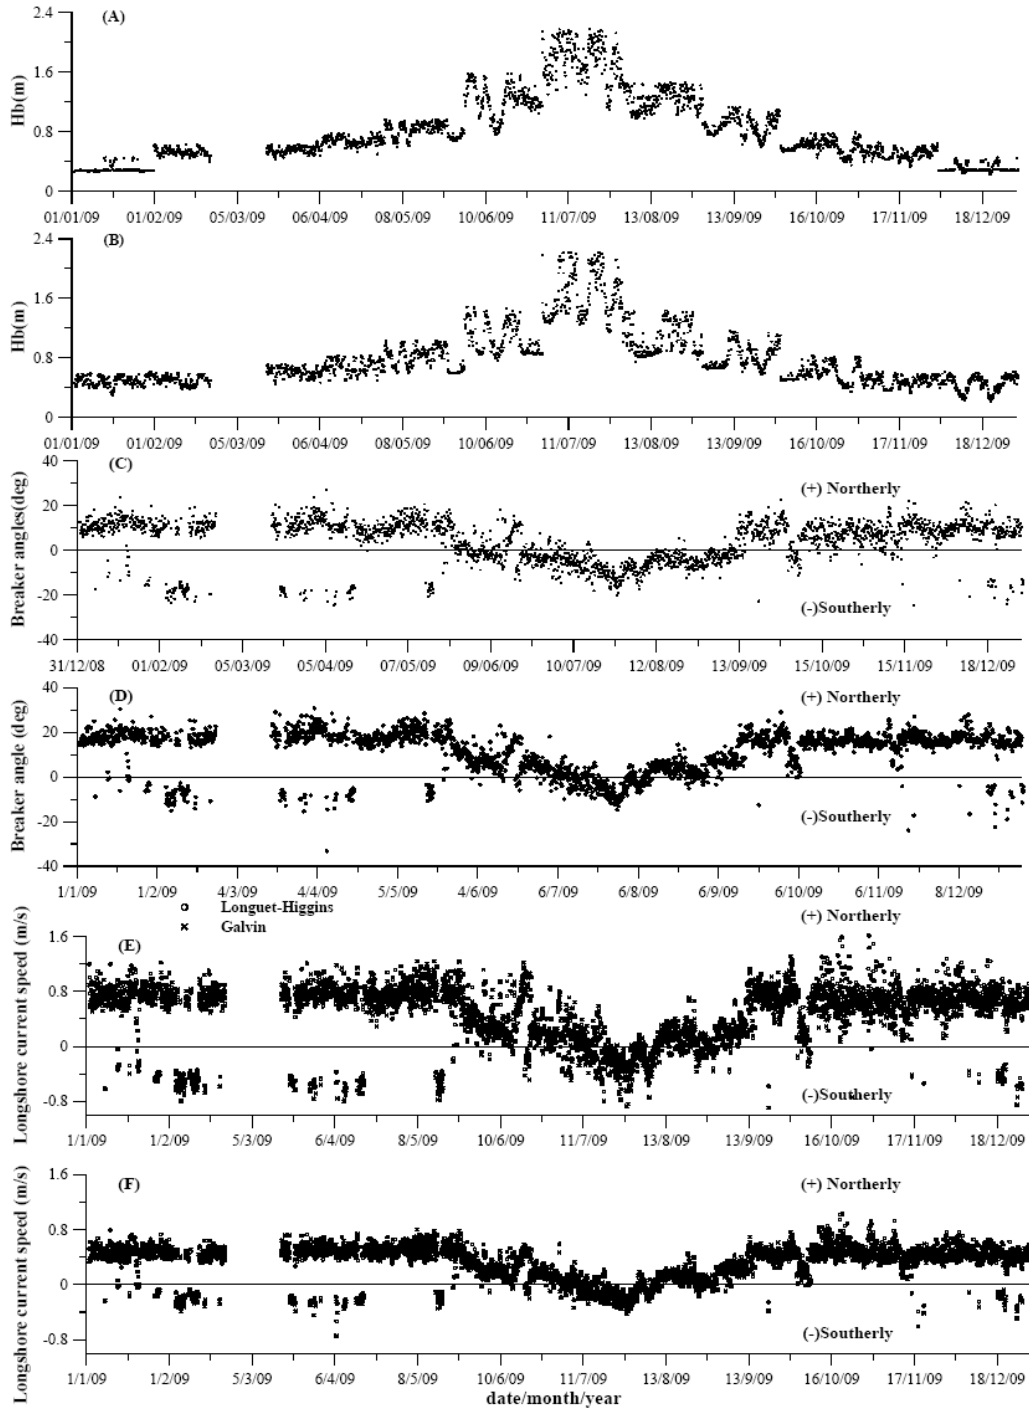 (A)
Hb(m)
2.4
1.6
0.8
0
01/01/09 01/02/09 05/03/09 06/04/09 08/05/09 10/06/09 11/07/09 13/08/09 13/09/09 16/10/09 17/11/09 18/12/09
(B)
Hb(m)
2.4
1.6
0.8
0
01/01/09 01/02/09 05/03/09 06/04/09 08/05/09 10/06/09 11/07/09 13/08/09 13/09/09 16/10/09 17/11/09 18/12/09
(C)
Breaker angles(deg)
40
20
0
-20
-40
(+) Northerly
(-)Southerly
31/12/08 01/02/09 05/03/09 05/04/09 07/05/09 09/06/09 10/07/09 12/08/09 13/09/09 15/10/09 15/11/09 18/12/09
(D)
Breaker angle (deg)
40
20
0
-20
-40
(+) Northerly
(-)Southerly
1/1/09 1/2/09 4/3/09 4/4/09 5/5/09 4/6/09 6/7/09 6/8/09 6/9/09 6/10/09 6/11/09 8/12/09
Longuet-Higgins
Galvin
(E)
Longshore current speed (m/s)
1.6
0.8
0
-0.8
(+) Northerly
(-)Southerly
1/1/09 1/2/09 5/3/09 6/4/09 8/5/09 10/6/09 11/7/09 13/8/09 13/9/09 16/10/09 17/11/09 18/12/09
(F)
Longshore current speed (m/s)
1.6
0.8
0
-0.8
(+) Northerly
(-)Southerly
1/1/09 1/2/09 5/3/09 6/4/09 8/5/09 10/6/09 11/7/09 13/8/09 13/9/09 16/10/09 17/11/09 18/12/09
date/month/year